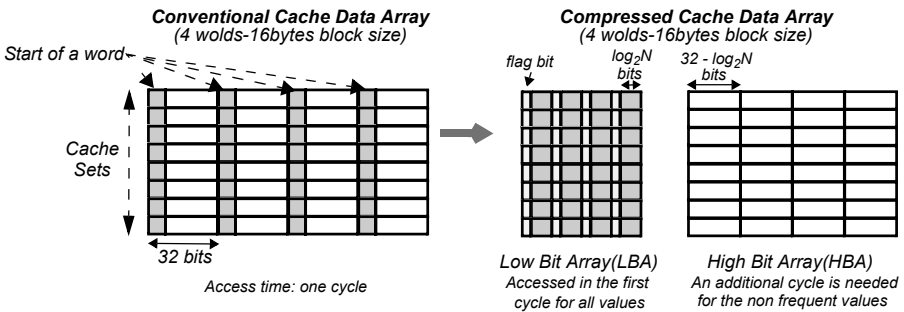 Conventional Cache Data Array
(4 wolds-16bytes block size)
Start of a word
Cache
Sets
32 bits
Access time: one cycle
Compressed Cache Data Array
(4 wolds-16bytes block size)
flag bit
log₂N
bits
32 - log₂N
bits
Low Bit Array(LBA)
Accessed in the first
cycle for all values
High Bit Array(HBA)
An additional cycle is needed
for the non frequent values